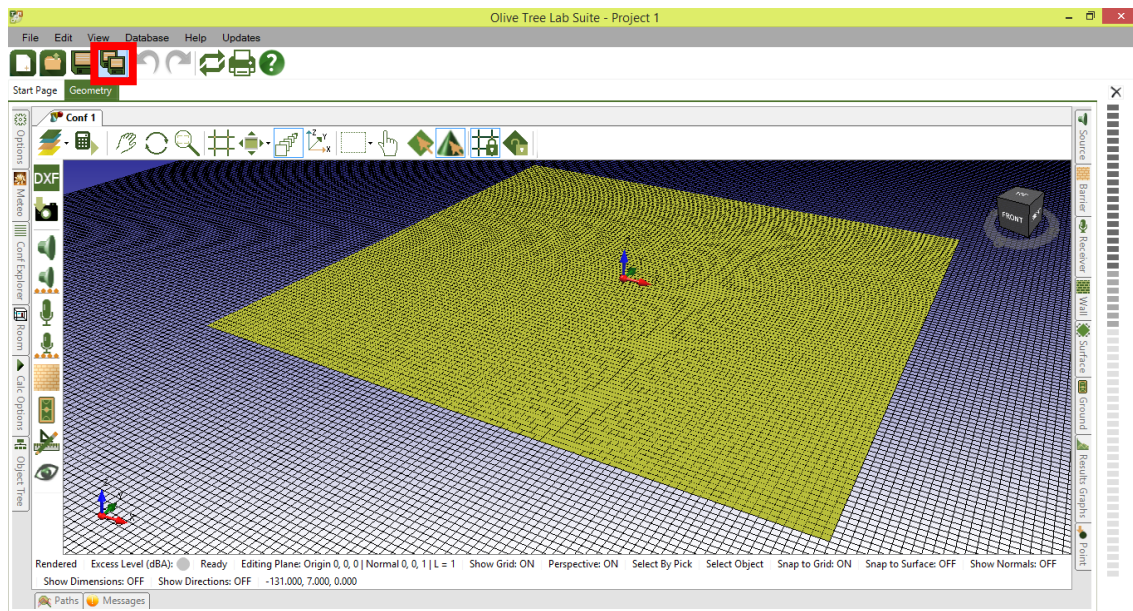 Olive Tree Lab Suite - Project 1
File Edit View Database Help Updates
Start Page Geometry
Conf 1
Options
Meteo
Conf Explorer
Room
Calc Options
Object Tree
DXF
Z
Y
X
FRONT
Source
Barrier
Receiver
Wall
Surface
Ground
Results Graphs
Point
Rendered Excess Level (dBA): Ready Editing Plane: Origin 0, 0, 0 | Normal 0, 0, 1 | L = 1 Show Grid: ON Perspective: ON Select By Pick Select Object Snap to Grid: ON Snap to Surface: OFF Show Normals: OFF
Show Dimensions: OFF Show Directions: OFF -131.000, 7.000, 0.000
Paths Messages